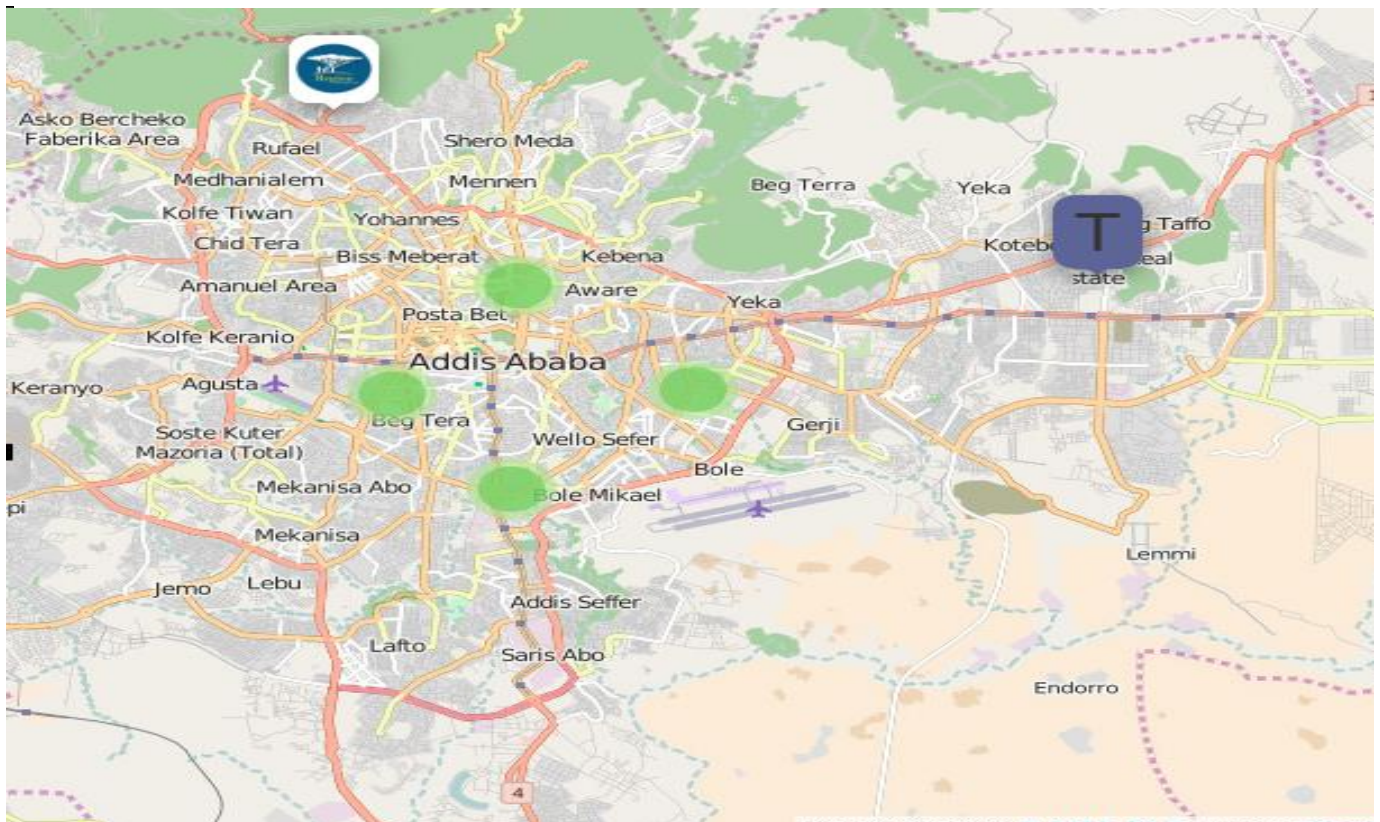 Asko Bercheko
Faberika Area
Rufael
Shero Meda
Medhanialem
Mennen
Beg Terra
Yeka
Kolfe Tiwan
Yohannes
Taffo
Chid Tera
Biss Meberat
Kebena
T
Amanuel Area
Aware
Posta Bet
Yeka
Kolfe Keranio
Addis Ababa
Keranyo
Agusta
Beg Tera
Gerji
Soste Kuter
Mazoria (Total)
Wello Sefer
Bole
Mekanisa Abo
Bole Mikael
Mekanisa
Lemmi
Jemo
Lebu
Addis Seffer
Lafto
Saris Abo
Endorro
4